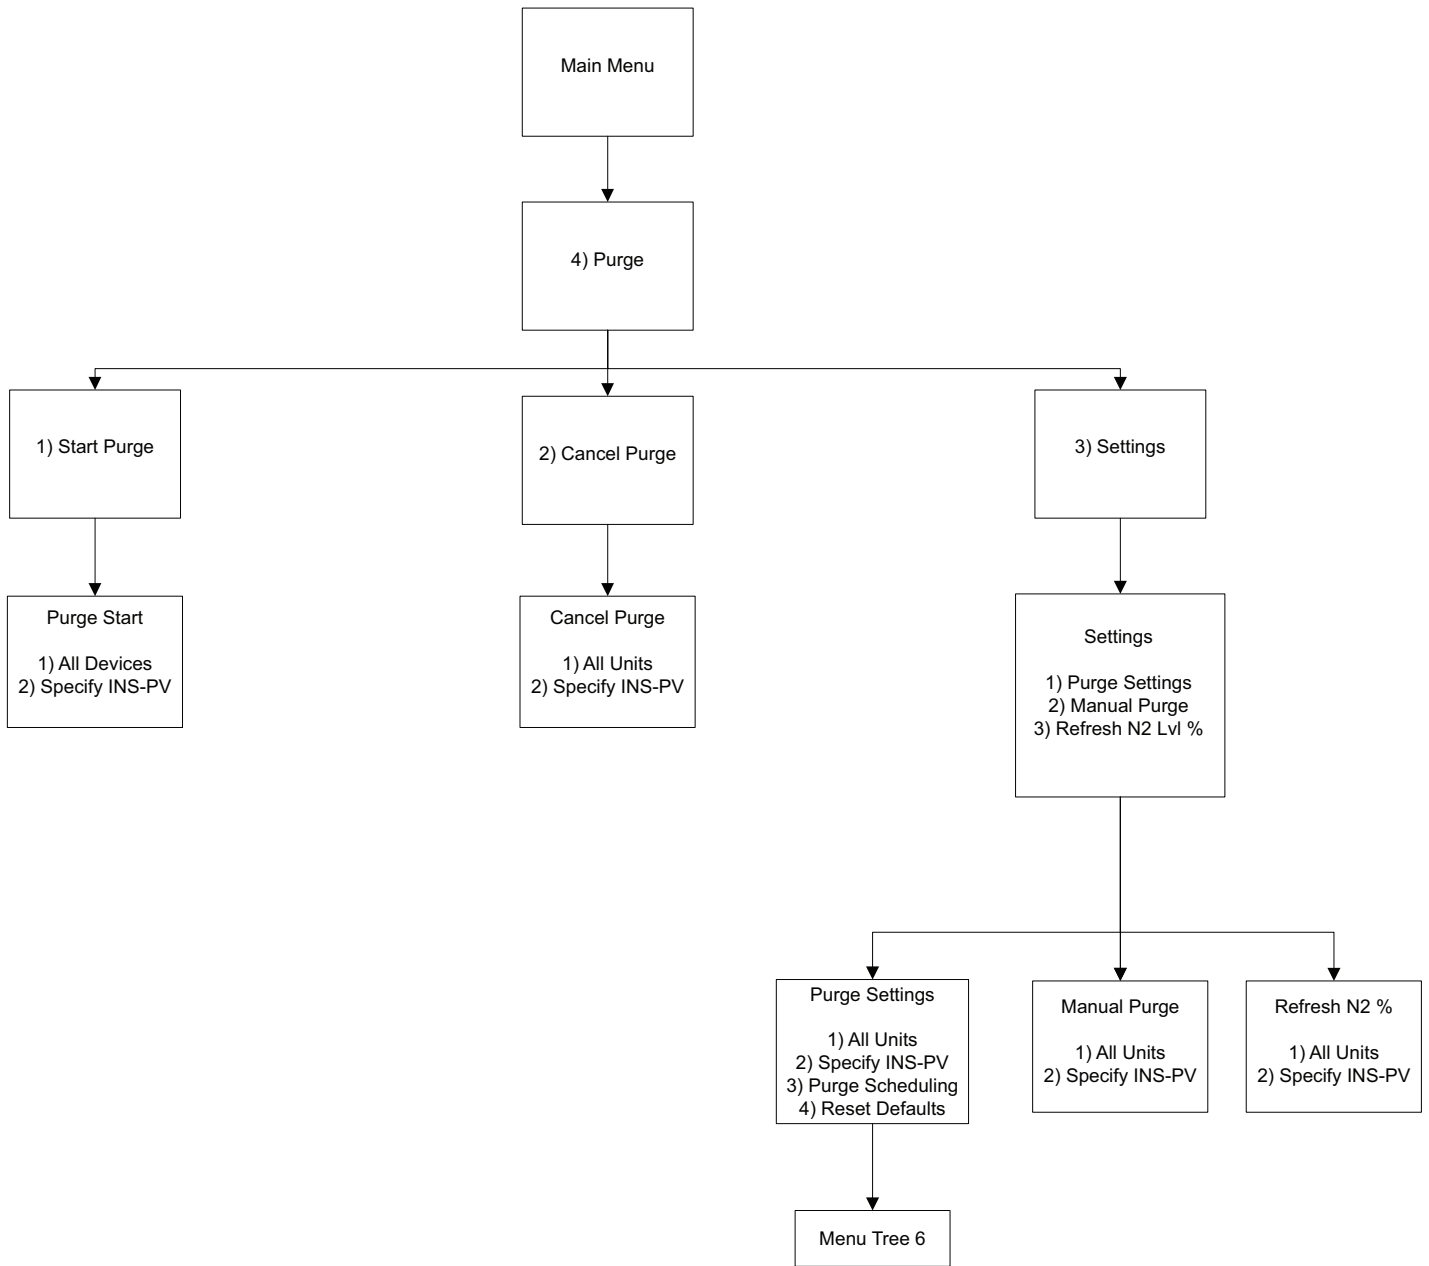 Main Menu
4) Purge
1) Start Purge
2) Cancel Purge
3) Settings
Purge Start
1) All Devices
2) Specify INS-PV
Cancel Purge
1) All Units
2) Specify INS-PV
Settings
1) Purge Settings
2) Manual Purge
3) Refresh N2 Lvl %
Purge Settings
1) All Units
2) Specify INS-PV
3) Purge Scheduling
4) Reset Defaults
Manual Purge
1) All Units
2) Specify INS-PV
Refresh N2 %
1) All Units
2) Specify INS-PV
Menu Tree 6